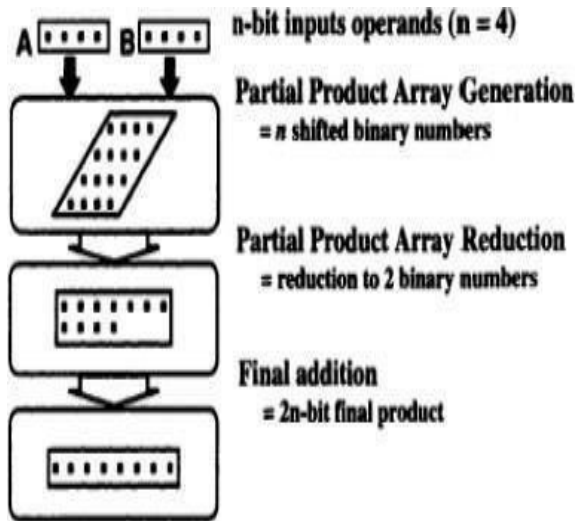 n-bit inputs operands (n = 4)
A B
Partial Product Array Generation
= n shifted binary numbers
Partial Product Array Reduction
= reduction to 2 binary numbers
Final addition
= 2n-bit final product